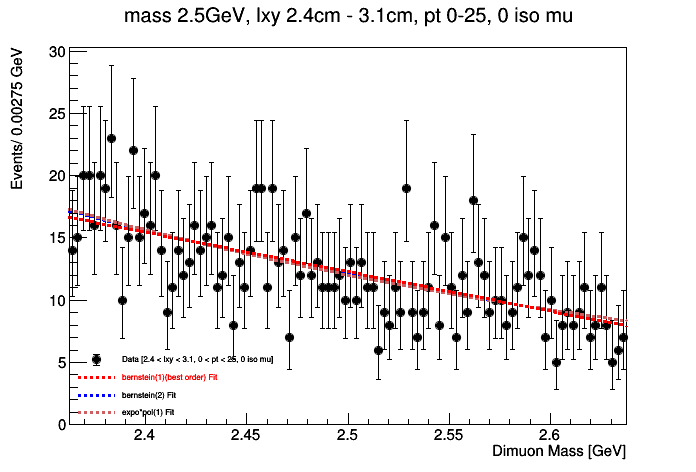 mass 2.5GeV, lxy 2.4cm - 3.1cm, pt 0-25, 0 iso mu
Events/ 0.00275 GeV
30
25
20
15
10
5
0
Data [2.4 < lxy < 3.1, 0 < pt < 25, 0 iso mu]
bernstein(1)(best order) Fit
bernstein(2) Fit
expo*pol(1) Fit
2.4 2.45 2.5 2.55 2.6
Dimuon Mass [GeV]